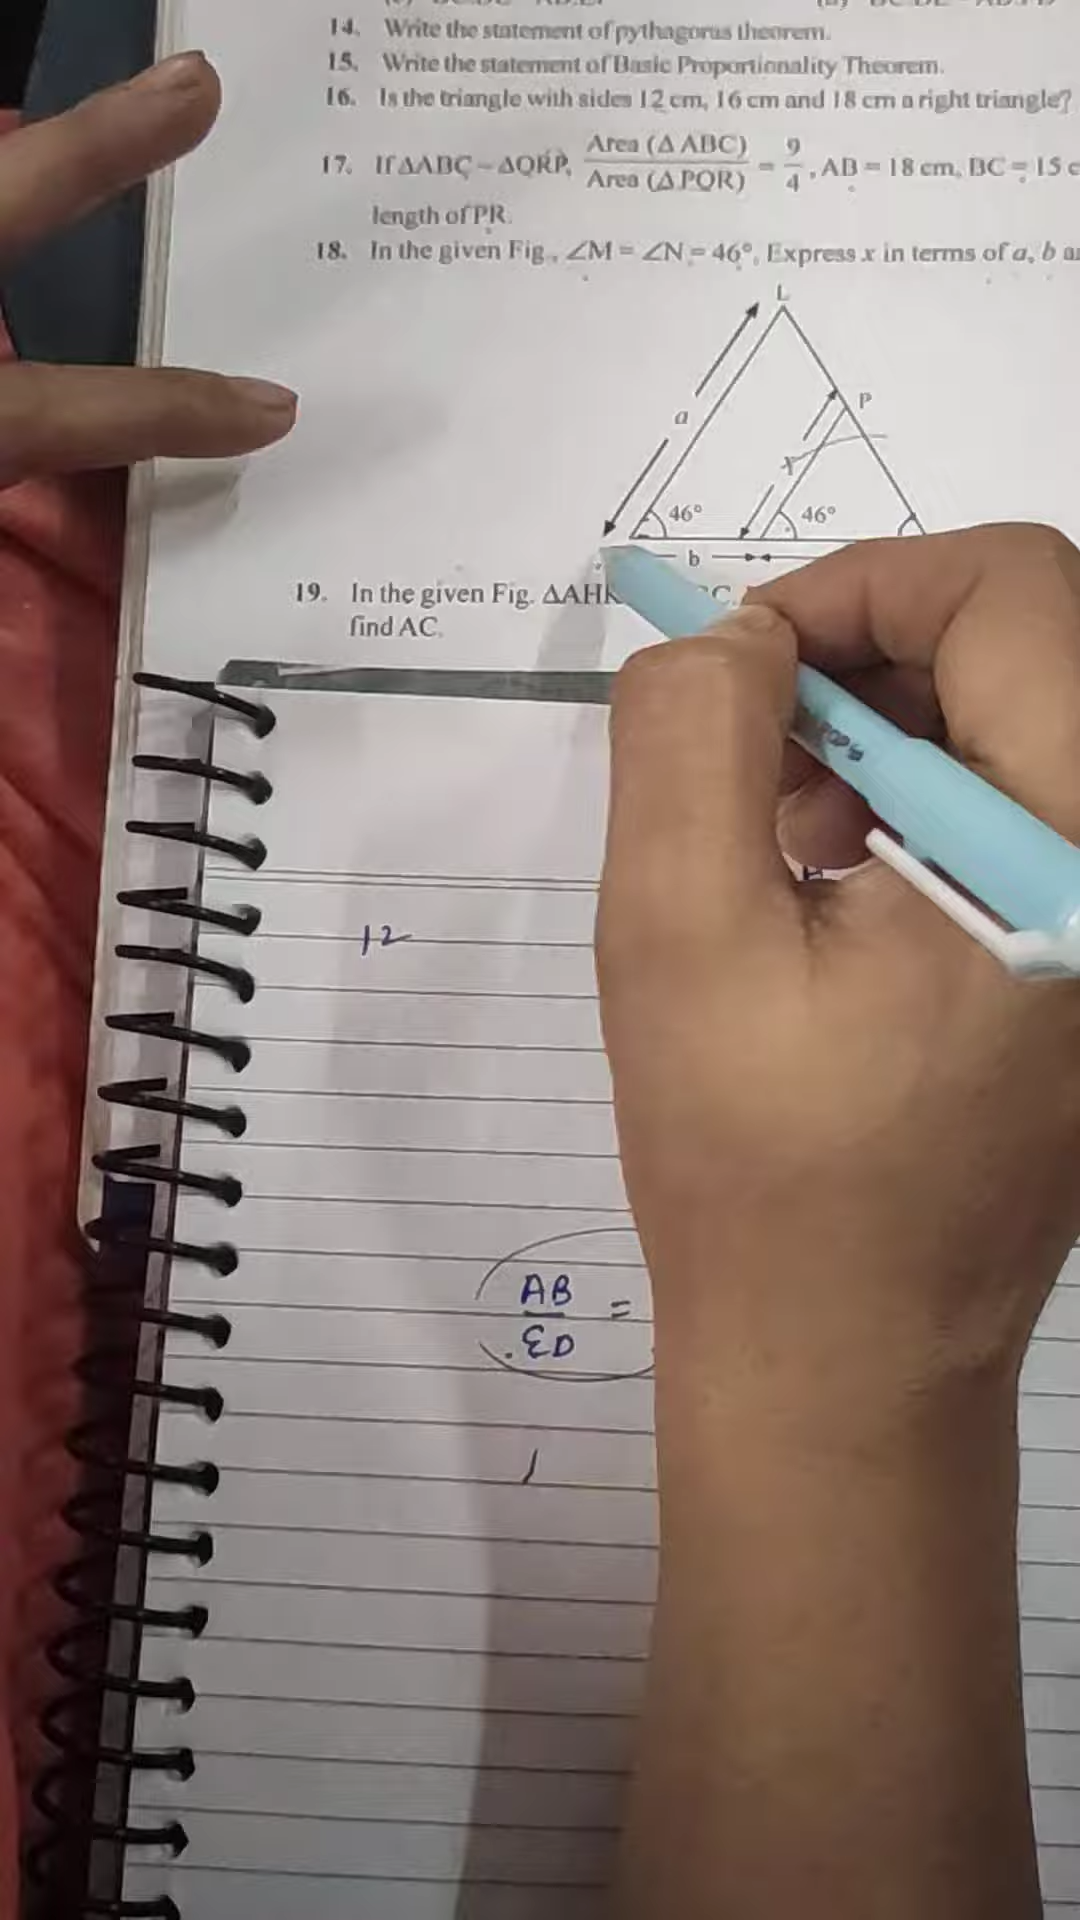 14. Write the statement of pythagorus theorem.
15. Write the statement of Basic Proportionality Theorem.
16. Is the triangle with sides 12 cm, 16 cm and 18 cm a right triangle?
17. If ΔABC ~ ΔQRP, Area (Δ ABC) / Area (Δ PQR) = 9/4, AB = 18 cm, BC = 15
length of PR.
18. In the given Fig., ∠M = ∠N = 46°, Express x in terms of a, b
L
P
a
x
46° 46°
b
19. In the given Fig. ΔAHK
find AC.
12
AB / ED =